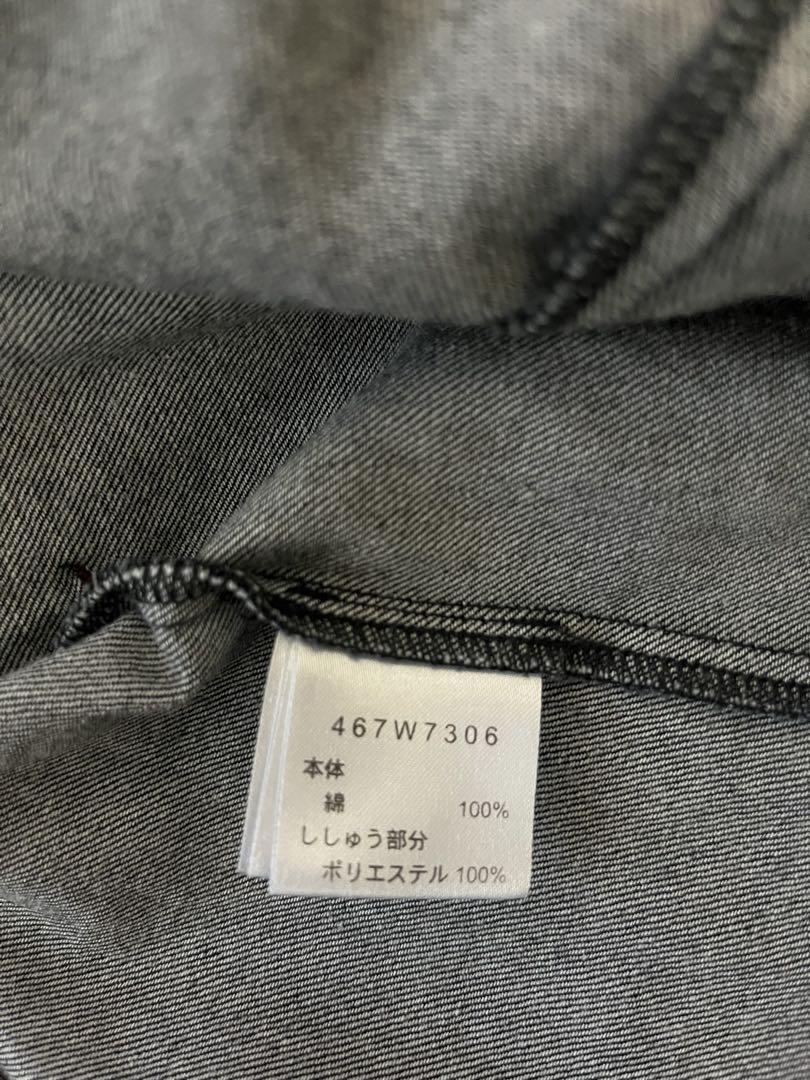 467W7306
本体
綿 100%
ししゅう部分
ポリエステル 100%